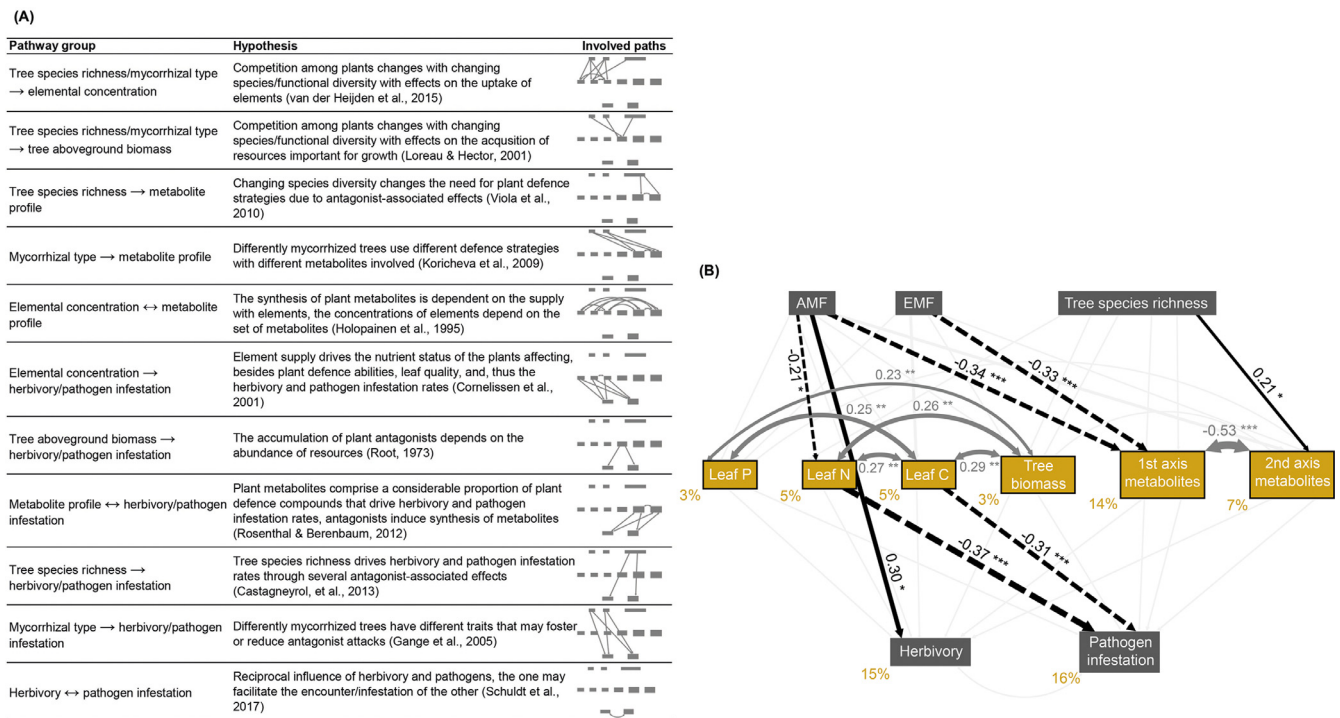 (A)
Pathway group Hypothesis Involved paths
Tree species richness/mycorrhizal type
→ elemental concentration
Competition among plants changes with changing
species/functional diversity with effects on the uptake of
elements (van der Heijden et al., 2015)
Tree species richness/mycorrhizal type
→ tree aboveground biomass
Competition among plants changes with changing
species/functional diversity with effects on the acqusition of
resources important for growth (Loreau & Hector, 2001)
Tree species richness → metabolite
profile
Changing species diversity changes the need for plant defence
strategies due to antagonist-associated effects (Viola et al.,
2010)
Mycorrhizal type → metabolite profile
Differently mycorrhized trees use different defence strategies
with different metabolites involved (Koricheva et al., 2009)
Elemental concentration ↔ metabolite
profile
The synthesis of plant metabolites is dependent on the supply
with elements, the concentrations of elements depend on the
set of metabolites (Holopainen et al., 1995)
Elemental concentration →
herbivory/pathogen infestation
Element supply drives the nutrient status of the plants affecting,
besides plant defence abilities, leaf quality, and, thus the
herbivory and pathogen infestation rates (Cornelissen et al.,
2001)
Tree aboveground biomass →
herbivory/pathogen infestation
The accumulation of plant antagonists depends on the
abundance of resources (Root, 1973)
Metabolite profile ↔ herbivory/pathogen
infestation
Plant metabolites comprise a considerable proportion of plant
defence compounds that drive herbivory and pathogen
infestation rates, antagonists induce synthesis of metabolites
(Rosenthal & Berenbaum, 2012)
Tree species richness →
herbivory/pathogen infestation
Tree species richness drives herbivory and pathogen infestation
rates through several antagonist-associated effects
(Castagneyrol, et al., 2013)
Mycorrhizal type → herbivory/pathogen
infestation
Differently mycorrhized trees have different traits that may foster
or reduce antagonist attacks (Gange et al., 2005)
Herbivory ↔ pathogen infestation
Reciprocal influence of herbivory and pathogens, the one may
facilitate the encounter/infestation of the other (Schuldt et al.,
2017)
(B)
AMF
EMF
Tree species richness
-0.21 *
-0.34 ***
-0.33 ***
0.21 *
0.23 **
0.25 **
0.26 **
-0.53 ***
0.27 **
0.29 **
Leaf P
Leaf N
Leaf C
Tree
biomass
1st axis
metabolites
2nd axis
metabolites
3%
5%
5%
3%
14%
7%
0.30 *
-0.37 ***
-0.31 ***
Herbivory
Pathogen
infestation
15%
16%